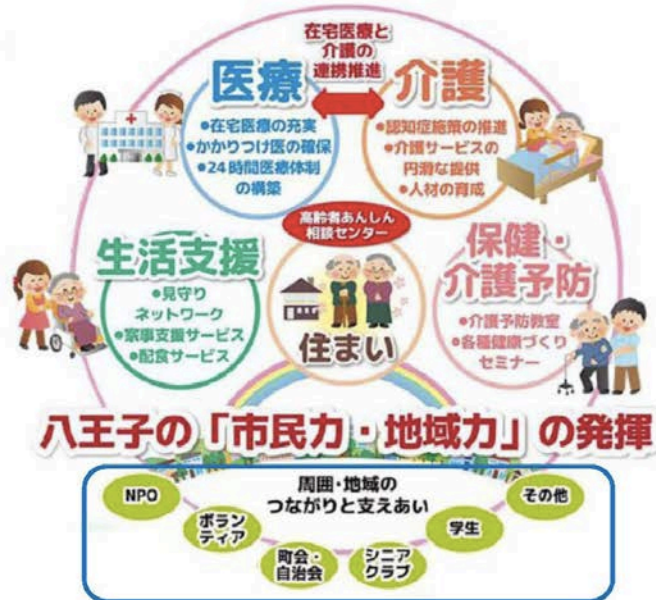 在宅医療と
介護の
連携推進
医療
●在宅医療の充実
●かかりつけ医の確保
●24時間医療体制
の構築
介護
●認知症施策の推進
●介護サービスの
円滑な提供
●人材の育成
高齢者あんしん
相談センター
生活支援
●見守り
ネットワーク
●家事支援サービス
●配食サービス
住まい
保健・
介護予防
●介護予防教室
●各種健康づくり
セミナー
八王子の「市民力・地域力」の発揮
周囲・地域の
つながりと支えあい
NPO
ボラン
ティア
町会・
自治会
シニア
クラブ
学生
その他